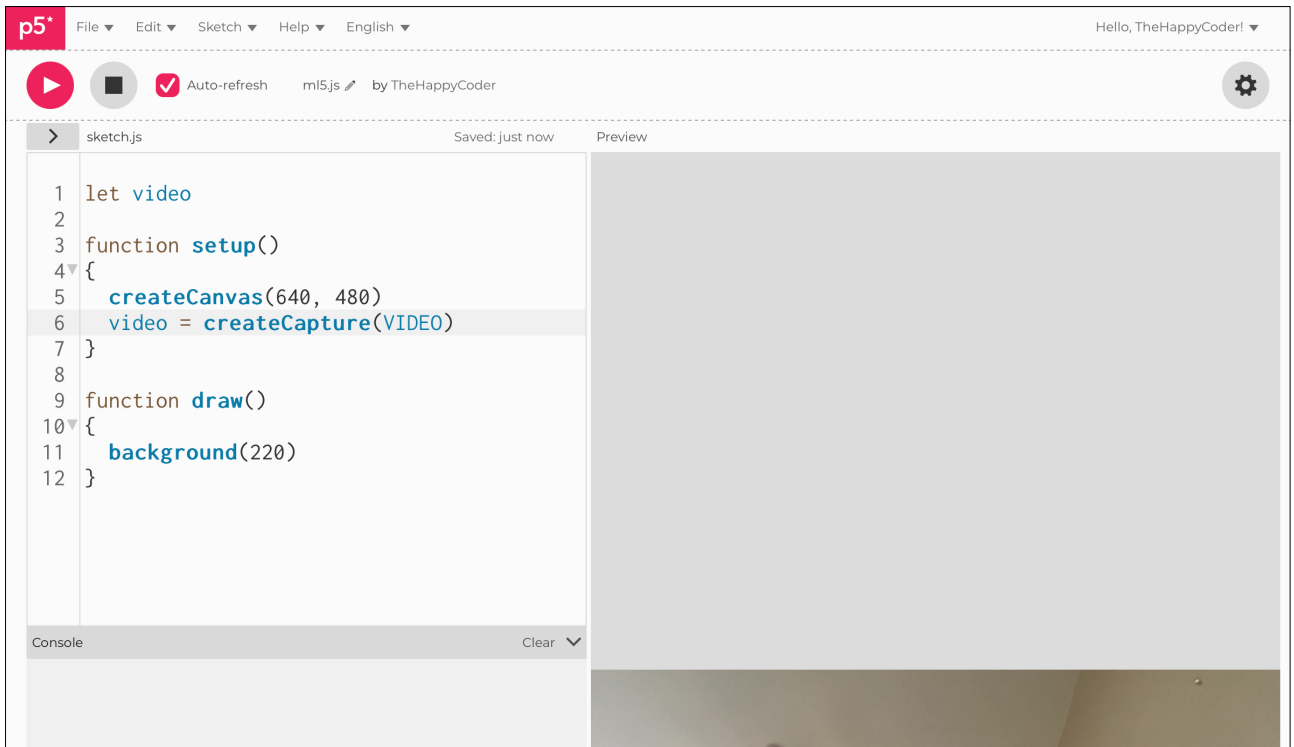 p5* File Edit Sketch Help English Hello, TheHappyCoder!
Auto-refresh ml5.js by TheHappyCoder
sketch.js Saved: just now Preview
1 let video
2
3 function setup()
4 {
5 createCanvas(640, 480)
6 video = createCapture(VIDEO)
7 }
8
9 function draw()
10 {
11 background(220)
12 }
Console Clear